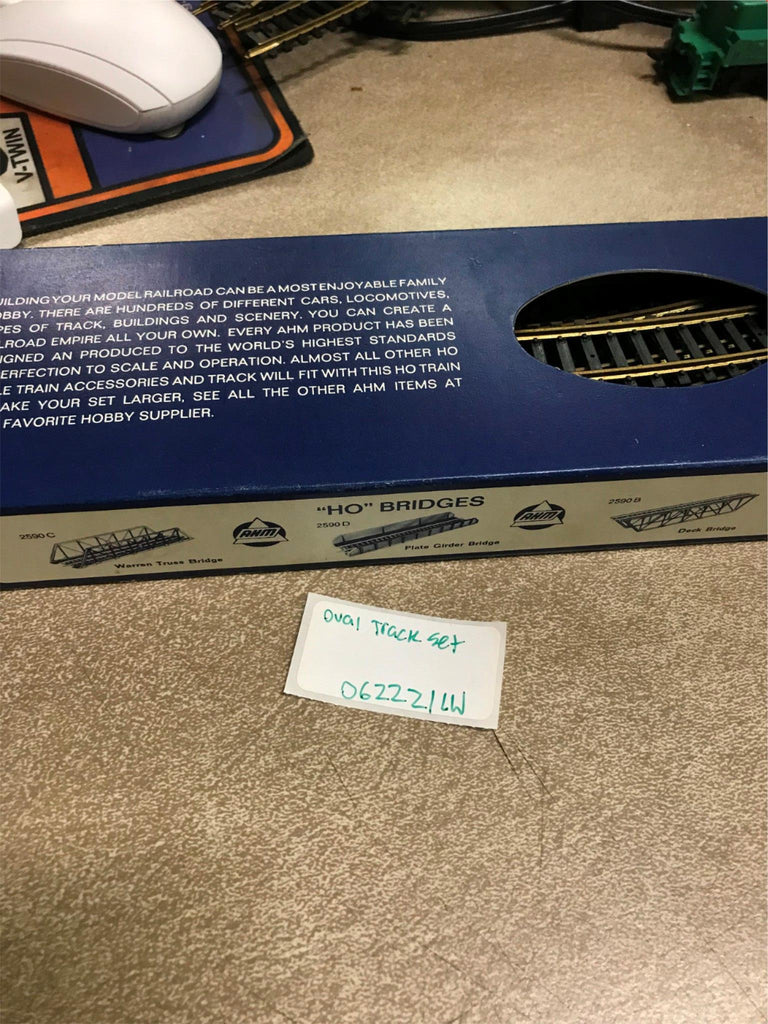 V-TWIN
UILDING YOUR MODEL RAILROAD CAN BE A MOST ENJOYABLE FAMILY
OBBY. THERE ARE HUNDREDS OF DIFFERENT CARS, LOCOMOTIVES,
PES OF TRACK, BUILDINGS AND SCENERY. YOU CAN CREATE A
LROAD EMPIRE ALL YOUR OWN. EVERY AHM PRODUCT HAS BEEN
IGNED AN PRODUCED TO THE WORLD'S HIGHEST STANDARDS
ERFECTION TO SCALE AND OPERATION. ALMOST ALL OTHER HO
LE TRAIN ACCESSORIES AND TRACK WILL FIT WITH THIS HO TRAIN
AKE YOUR SET LARGER, SEE ALL THE OTHER AHM ITEMS AT
FAVORITE HOBBY SUPPLIER.
"HO" BRIDGES
2590 C
AHM
2590 D
AHM
2590 B
Warren Truss Bridge
Plate Girder Bridge
Deck Bridge
Oval Track Set
062221LW